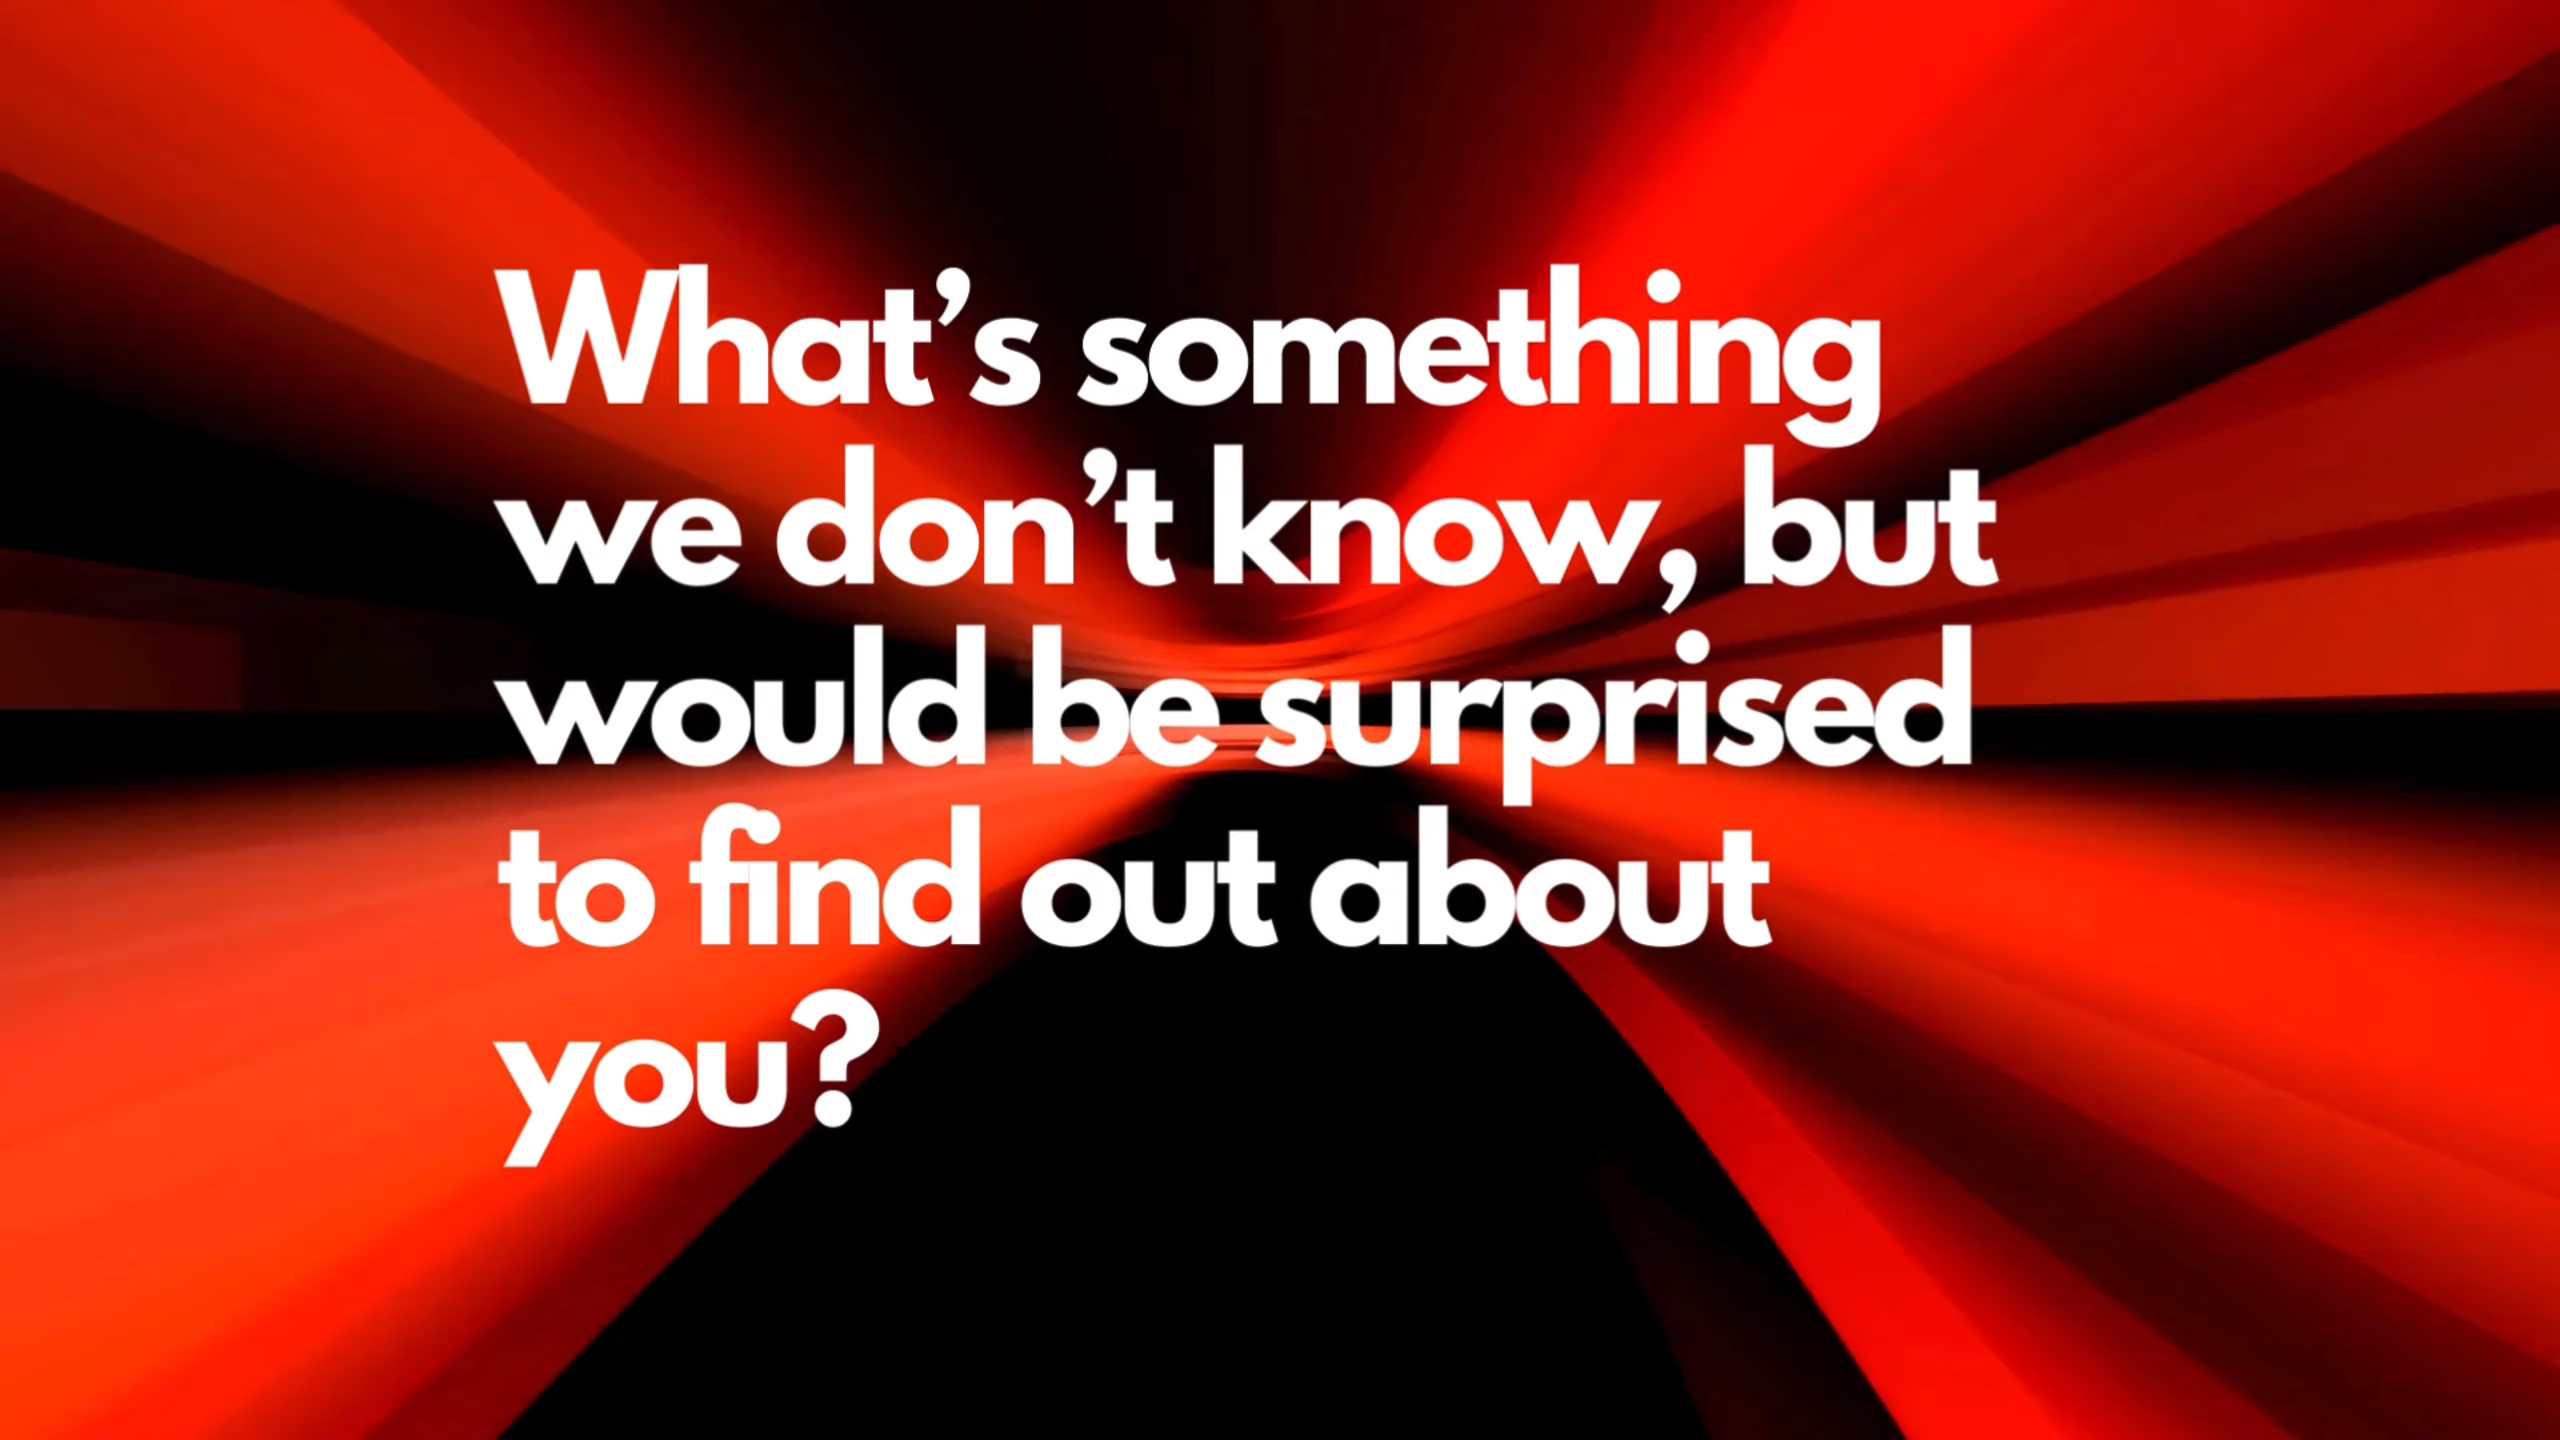 What’s something
we don’t know, but
would be surprised
to find out about
you?